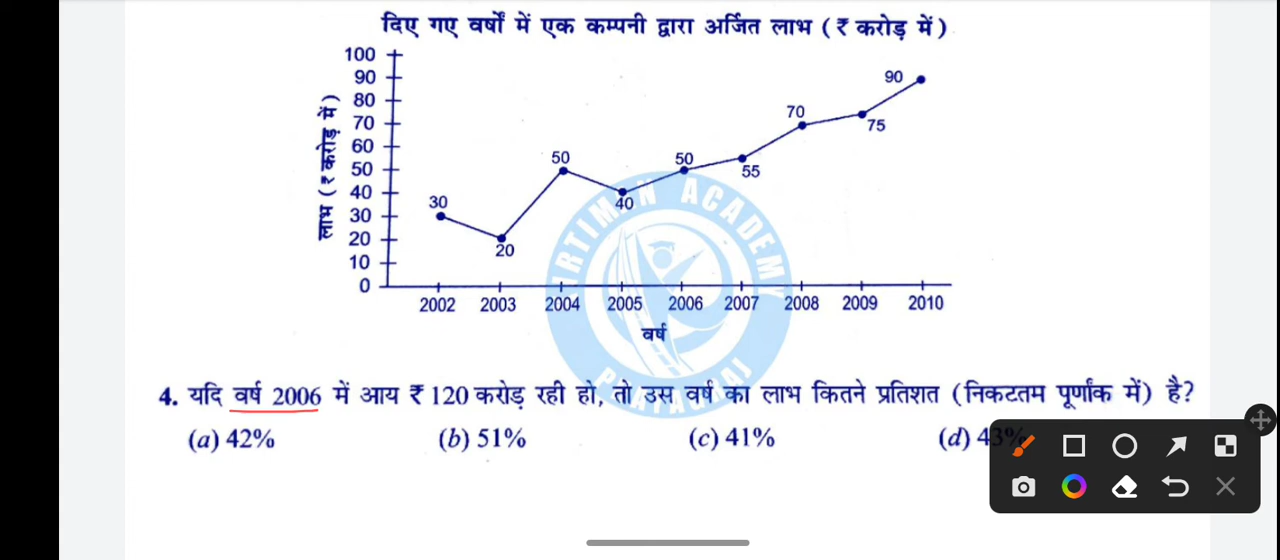 दिए गए वर्षों में एक कम्पनी द्वारा अर्जित लाभ (₹ करोड़ में)
लाभ (₹ करोड़ में)
100
90
80
70
60
50
40
30
20
10
0
30
20
50
40
50
55
70
75
90
2002 2003 2004 2005 2006 2007 2008 2009 2010
वर्ष
ACADEMY
4. यदि वर्ष 2006 में आय ₹ 120 करोड़ रही हो, तो उस वर्ष का लाभ कितने प्रतिशत (निकटतम पूर्णांक में) है?
(a) 42% (b) 51% (c) 41% (d) 43%